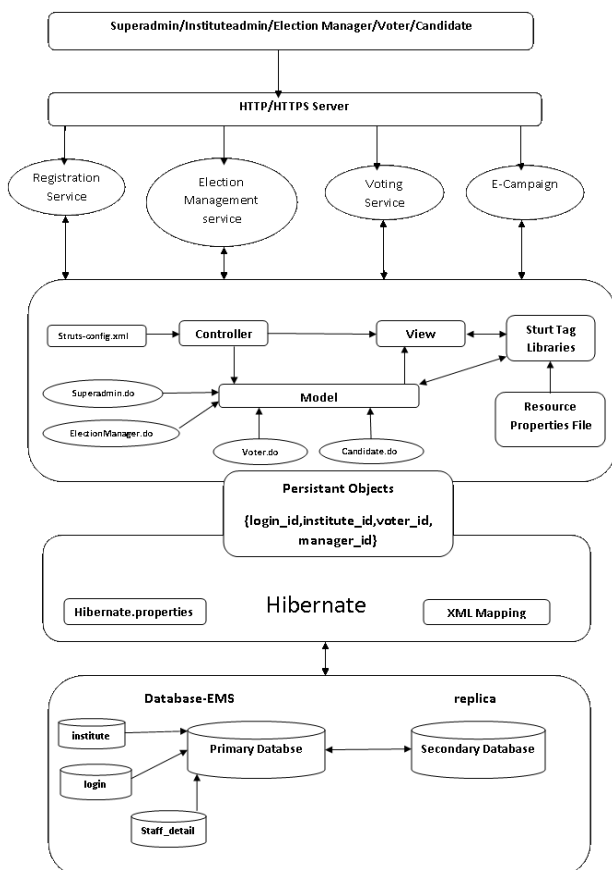 Superadmin/Instituteadmin/Election Manager/Voter/Candidate
HTTP/HTTPS Server
Registration
Service
Election
Management
service
Voting
Service
E-Campaign
Struts-config.xml
Controller
View
Sturt Tag
Libraries
Superadmin.do
Model
Resource
Properties File
ElectionManager.do
Voter.do
Candidate.do
Persistant Objects
{login_id,institute_id,voter_id,
manager_id}
Hibernate
Hibernate.properties
XML Mapping
Database-EMS
replica
institute
Primary Databse
Secondary Database
login
Staff_detail